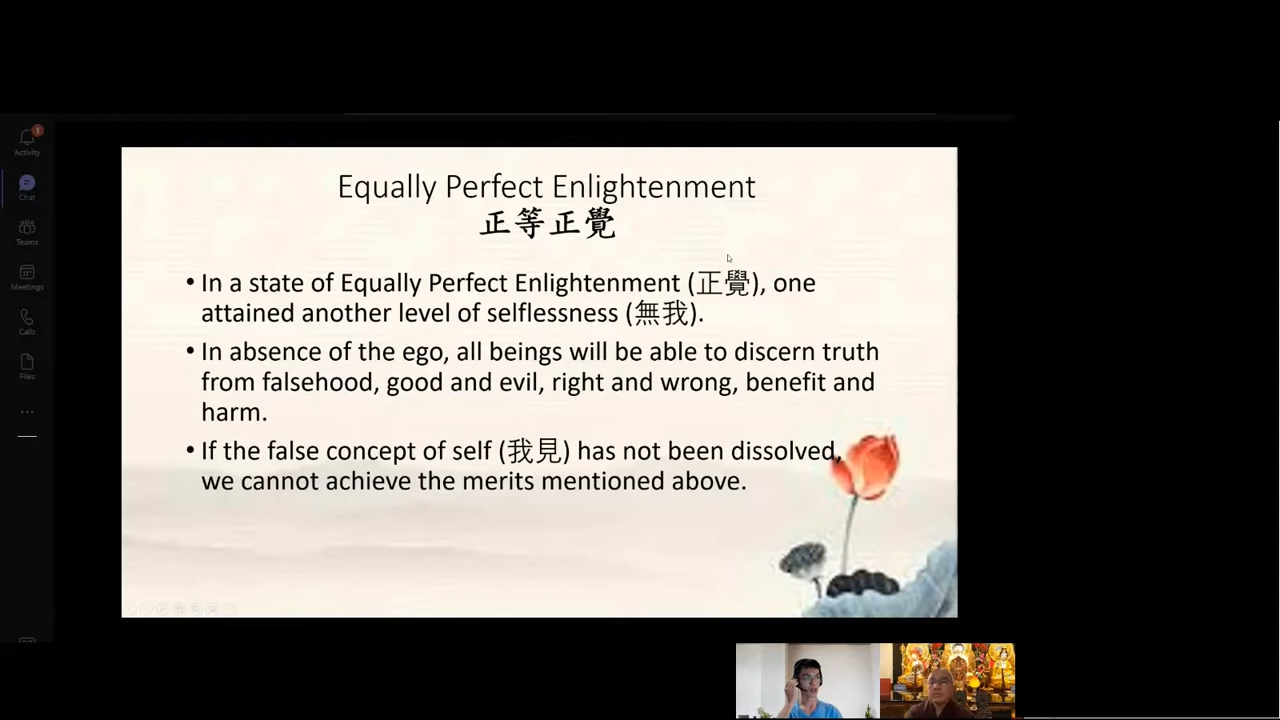 Activity
Chat
Teams
Meetings
Calls
Files
Equally Perfect Enlightenment
正等正覺
• In a state of Equally Perfect Enlightenment (正覺), one
attained another level of selflessness (無我).
• In absence of the ego, all beings will be able to discern truth
from falsehood, good and evil, right and wrong, benefit and
harm.
• If the false concept of self (我見) has not been dissolved,
we cannot achieve the merits mentioned above.